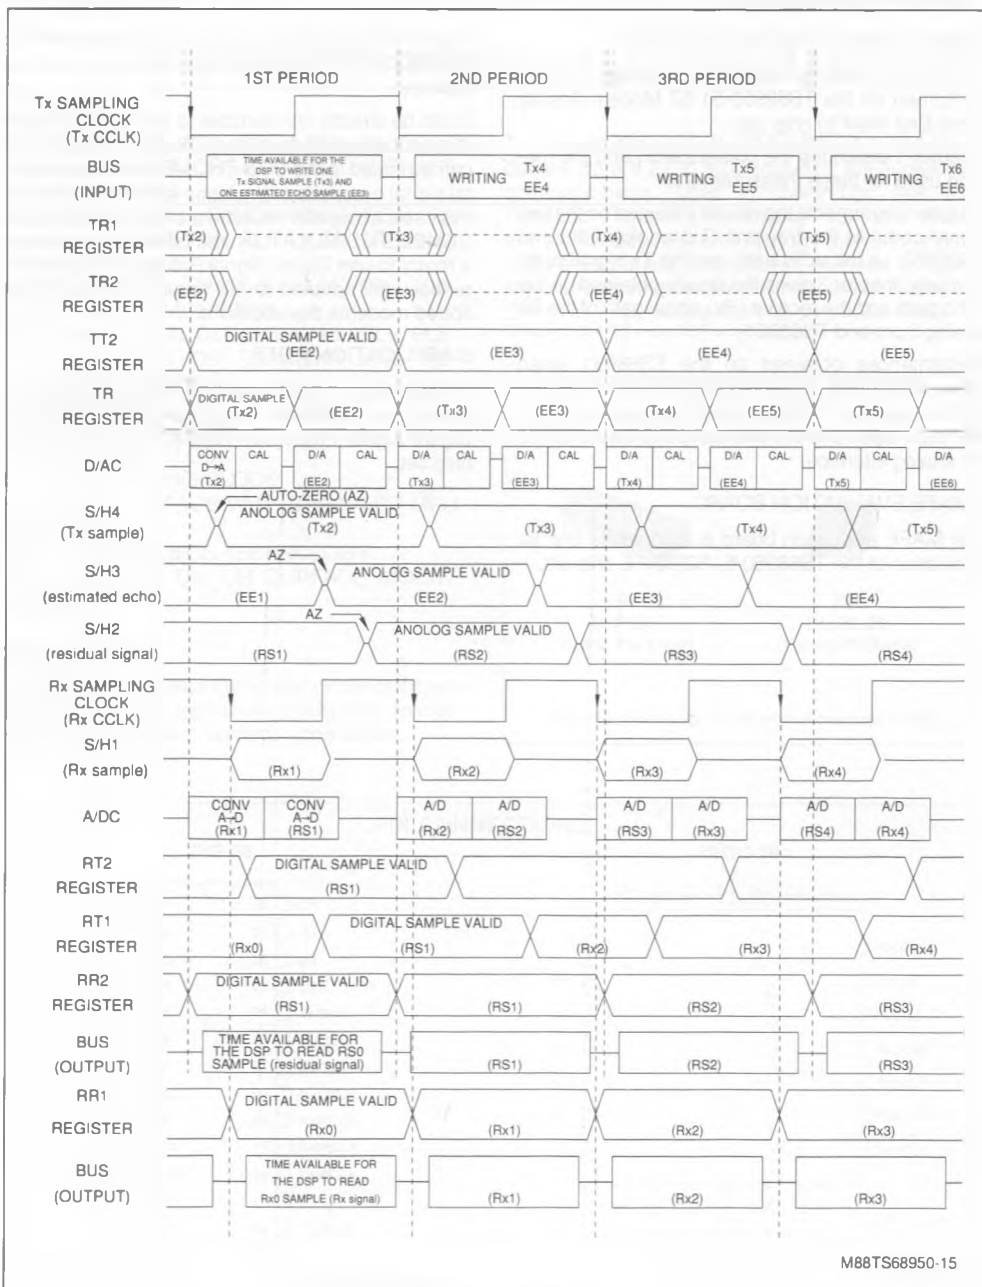 1ST PERIOD 2ND PERIOD 3RD PERIOD
Tx SAMPLING
CLOCK
(Tx CCLK)
BUS
(INPUT)
TIME AVAILABLE FOR THE
DSP TO WRITE ONE
Tx SIGNAL SAMPLE (Tx3) AND
ONE ESTIMATED ECHO SAMPLE (EE3)
WRITING Tx4
EE4
WRITING Tx5
EE5
WRITING Tx6
EE6
TR1
REGISTER
(Tx2) (Tx3) (Tx4) (Tx5)
TR2
REGISTER
(EE2) (EE3) (EE4) (EE5)
TT2
REGISTER
DIGITAL SAMPLE VALID
(EE2) (EE3) (EE4) (EE5)
TR
REGISTER
DIGITAL SAMPLE
(Tx2) (EE2) (Tx3) (EE3) (Tx4) (EE5) (Tx5)
D/AC
CONV CAL D/A CAL D/A CAL D/A CAL D/A CAL D/A CAL D/A CAL D/A
D→A
(Tx2) (EE2) (Tx3) (EE3) (Tx4) (EE4) (Tx5) (EE6)
AUTO-ZERO (AZ)
S/H4
(Tx sample)
ANOLOG SAMPLE VALID
(Tx2) (Tx3) (Tx4) (Tx5)
AZ
S/H3
(estimated echo)
ANOLOG SAMPLE VALID
(EE1) (EE2) (EE3) (EE4)
AZ
S/H2
(residual signal)
ANOLOG SAMPLE VALID
(RS1) (RS2) (RS3) (RS4)
Rx SAMPLING
CLOCK
(Rx CCLK)
S/H1
(Rx sample)
(Rx1) (Rx2) (Rx3) (Rx4)
A/DC
CONV CONV A/D A/D A/D A/D A/D A/D
A→D A→D
(Rx1) (RS1) (Rx2) (RS2) (RS3) (Rx3) (RS4) (Rx4)
RT2
REGISTER
DIGITAL SAMPLE VALID
(RS1)
RT1
REGISTER
DIGITAL SAMPLE VALID
(Rx0) (RS1) (Rx2) (Rx3) (Rx4)
RR2
REGISTER
DIGITAL SAMPLE VALID
(RS1) (RS1) (RS2) (RS3)
BUS
(OUTPUT)
TIME AVAILABLE FOR
THE DSP TO READ RS0
SAMPLE (residual signal)
(RS1) (RS2) (RS3)
RR1
REGISTER
DIGITAL SAMPLE VALID
(Rx0) (Rx1) (Rx2) (Rx3)
BUS
(OUTPUT)
TIME AVAILABLE FOR
THE DSP TO READ
Rx0 SAMPLE (Rx signal)
(Rx1) (Rx2) (Rx3)
M88TS68950-15